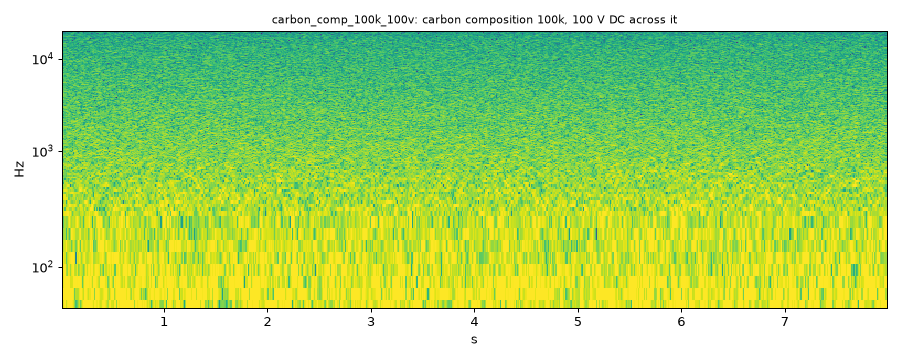 carbon_comp_100k_100v: carbon composition 100k, 100 V DC across it
10⁴
10³
10²
Hz
1 2 3 4 5 6 7
s